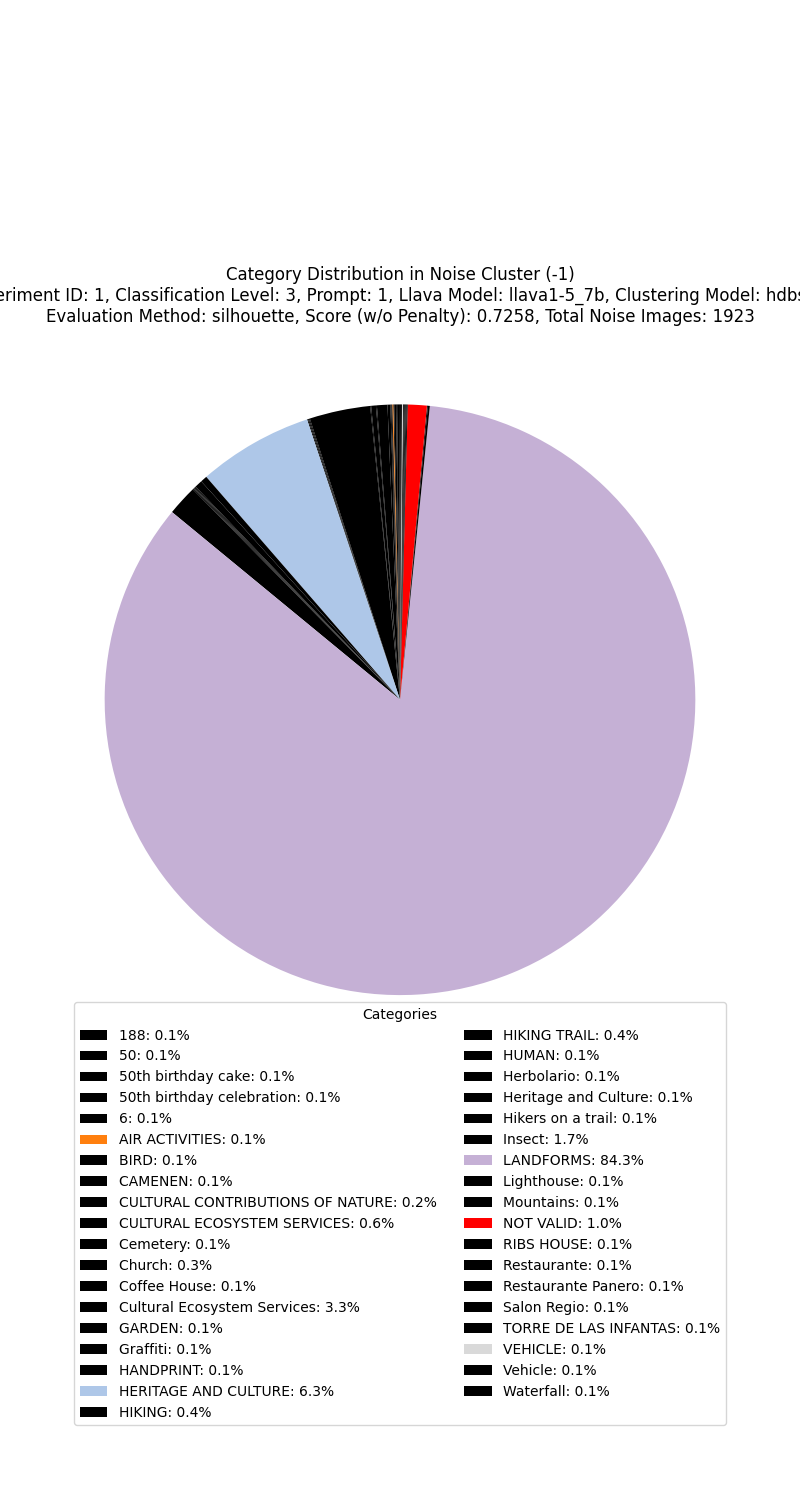 Category Distribution in Noise Cluster (-1)
eriment ID: 1, Classification Level: 3, Prompt: 1, Llava Model: llava1-5_7b, Clustering Model: hdbs
Evaluation Method: silhouette, Score (w/o Penalty): 0.7258, Total Noise Images: 1923
Categories
188: 0.1%
50: 0.1%
50th birthday cake: 0.1%
50th birthday celebration: 0.1%
6: 0.1%
AIR ACTIVITIES: 0.1%
BIRD: 0.1%
CAMENEN: 0.1%
CULTURAL CONTRIBUTIONS OF NATURE: 0.2%
CULTURAL ECOSYSTEM SERVICES: 0.6%
Cemetery: 0.1%
Church: 0.3%
Coffee House: 0.1%
Cultural Ecosystem Services: 3.3%
GARDEN: 0.1%
Graffiti: 0.1%
HANDPRINT: 0.1%
HERITAGE AND CULTURE: 6.3%
HIKING: 0.4%
HIKING TRAIL: 0.4%
HUMAN: 0.1%
Herbolario: 0.1%
Heritage and Culture: 0.1%
Hikers on a trail: 0.1%
Insect: 1.7%
LANDFORMS: 84.3%
Lighthouse: 0.1%
Mountains: 0.1%
NOT VALID: 1.0%
RIBS HOUSE: 0.1%
Restaurante: 0.1%
Restaurante Panero: 0.1%
Salon Regio: 0.1%
TORRE DE LAS INFANTAS: 0.1%
VEHICLE: 0.1%
Vehicle: 0.1%
Waterfall: 0.1%